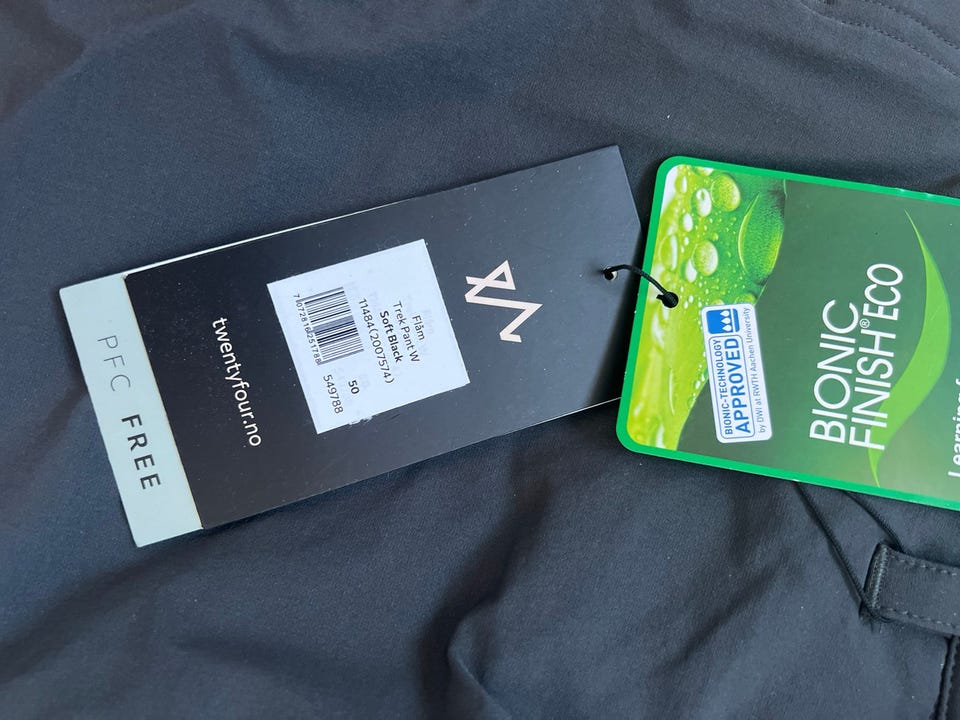 PFC FREE
twentyfour.no
Flåm
Trek Pant W
Soft Black
11484(2007574)
50
549788
BIONIC-TECHNOLOGY
APPROVED
by DWI at RWTH Aachen University
BIONIC
FINISH®ECO